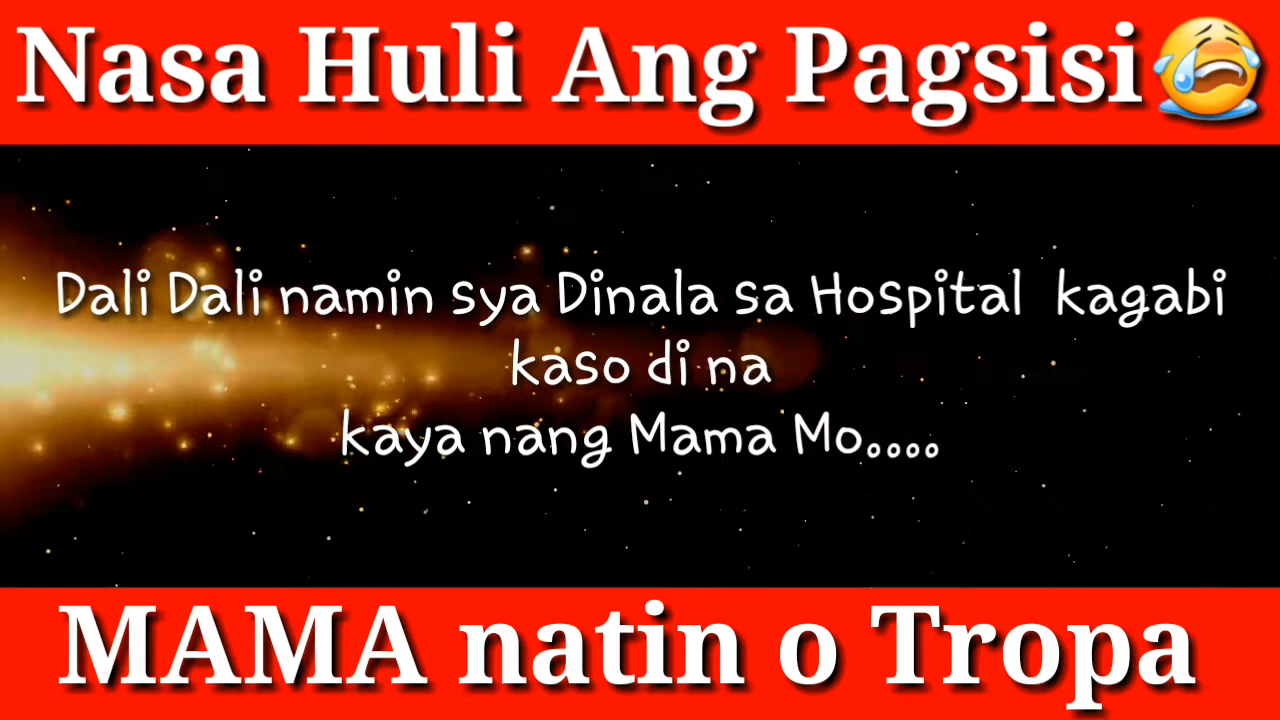 Nasa Huli Ang Pagsisi😭
Dali Dali namin sya Dinala sa Hospital kagabi
kaso di na
kaya nang Mama Mo....
MAMA natin o Tropa